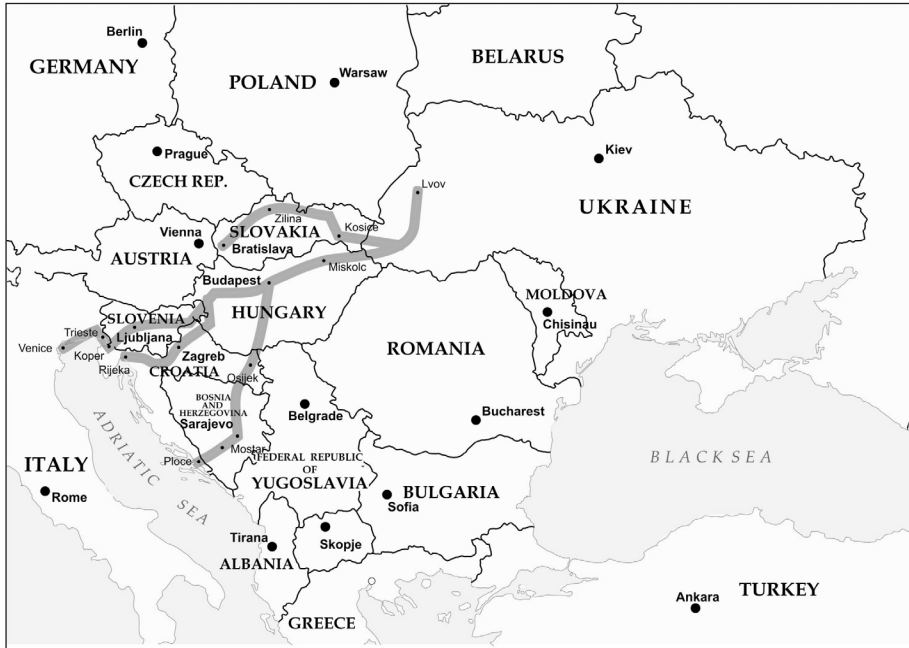 Berlin
GERMANY
POLAND
Warsaw
BELARUS
Prague
CZECH REP.
Kiev
Lvov
UKRAINE
Zilina
SLOVAKIA
Kosice
Vienna
Bratislava
AUSTRIA
Miskolc
Budapest
HUNGARY
MOLDOVA
Chisinau
SLOVENIA
Trieste
Ljubljana
Venice
Koper
Zagreb
Rijeka
CROATIA
Osijek
ROMANIA
BOSNIA
AND
HERZEGOVINA
Sarajevo
Belgrade
Bucharest
ADRIATIC SEA
Mostar
Ploce
FEDERAL REPUBLIC
OF
YUGOSLAVIA
BLACK SEA
ITALY
Rome
BULGARIA
Sofia
Tirana
ALBANIA
Skopje
GREECE
Ankara
TURKEY